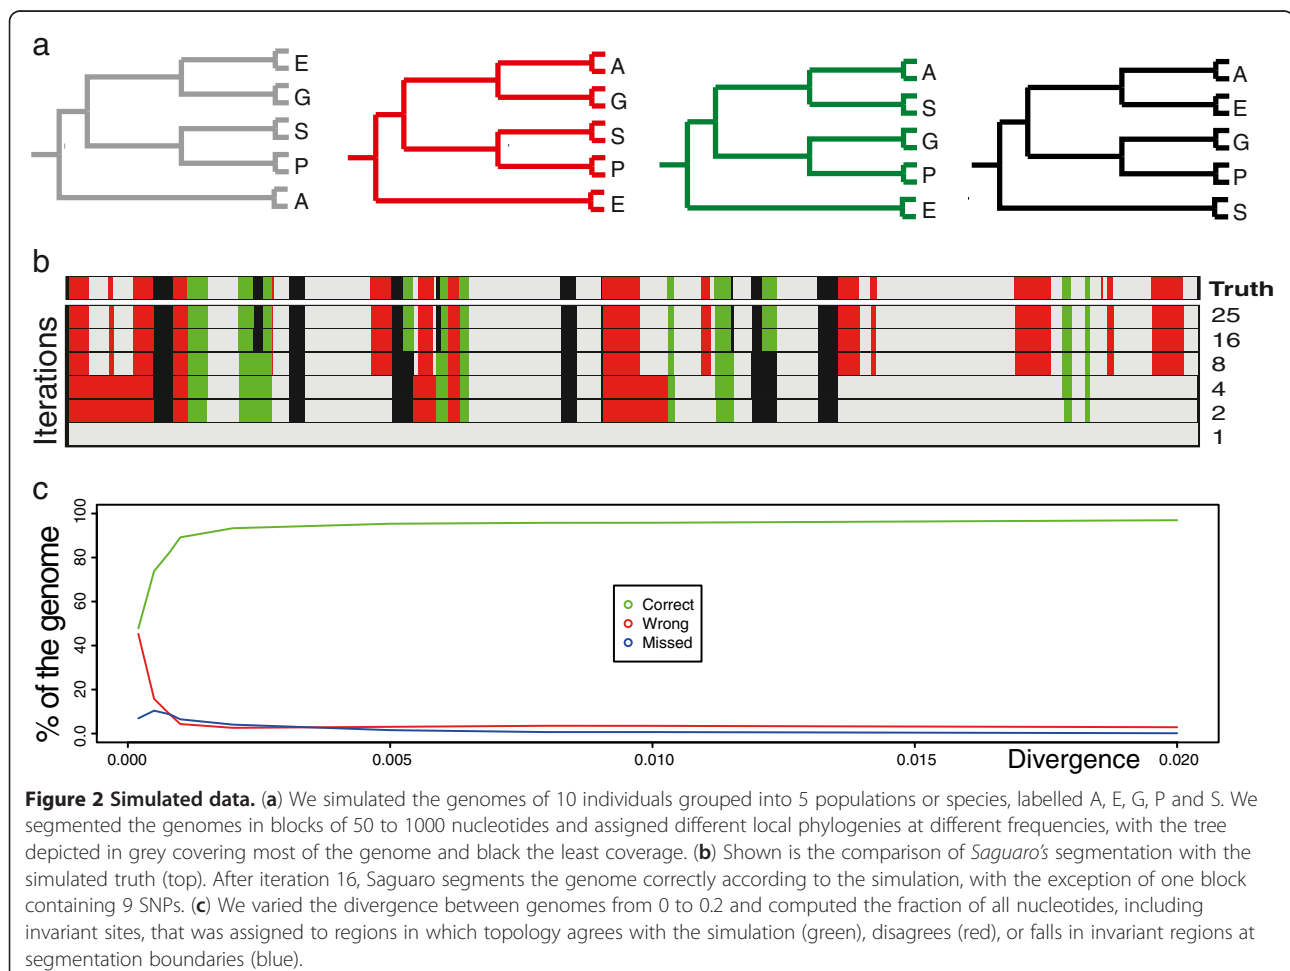 a
E
G
S
P
A
A
G
S
P
E
A
S
G
P
E
A
E
G
P
S
b
Truth
25
16
8
4
2
1
Iterations
c
% of the genome
100
80
60
40
20
0.0
Correct
Wrong
Missed
0.000
0.005
0.010
0.015
0.020
Divergence
Figure 2 Simulated data. (a) We simulated the genomes of 10 individuals grouped into 5 populations or species, labelled A, E, G, P and S. We
segmented the genomes in blocks of 50 to 1000 nucleotides and assigned different local phylogenies at different frequencies, with the tree
depicted in grey covering most of the genome and black the least coverage. (b) Shown is the comparison of Saguaro's segmentation with the
simulated truth (top). After iteration 16, Saguaro segments the genome correctly according to the simulation, with the exception of one block
containing 9 SNPs. (c) We varied the divergence between genomes from 0 to 0.2 and computed the fraction of all nucleotides, including
invariant sites, that was assigned to regions in which topology agrees with the simulation (green), disagrees (red), or falls in invariant regions at
segmentation boundaries (blue).